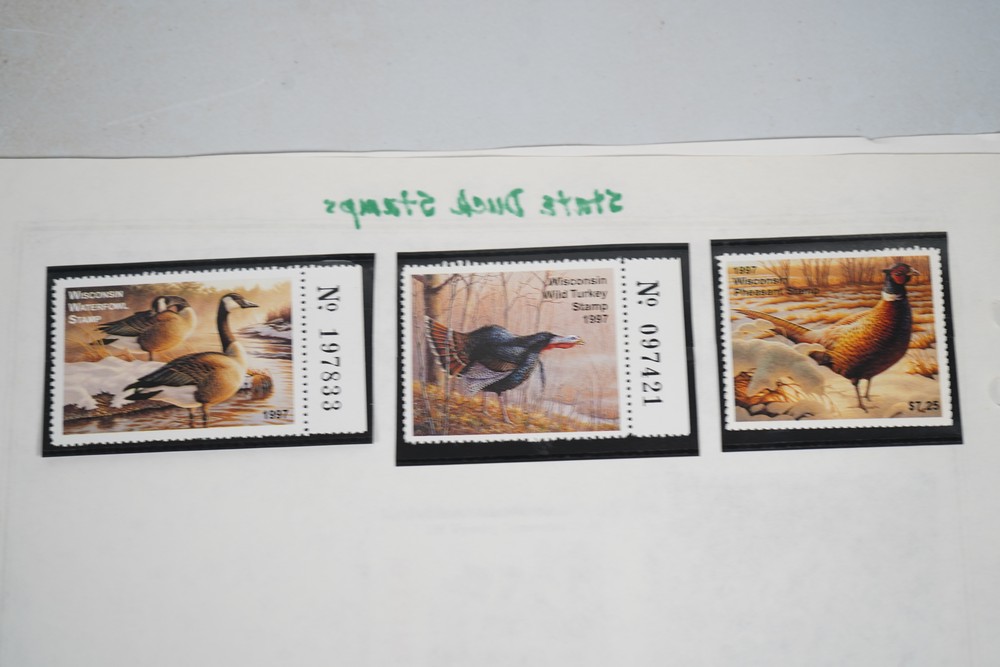 State Duck Stamps
WISCONSIN
WATERFOWL
STAMP
1997
No 197833
Wisconsin
Wild Turkey
Stamp
1997
No 097421
1997
Wisconsin
Pheasant Stamp
$7.25